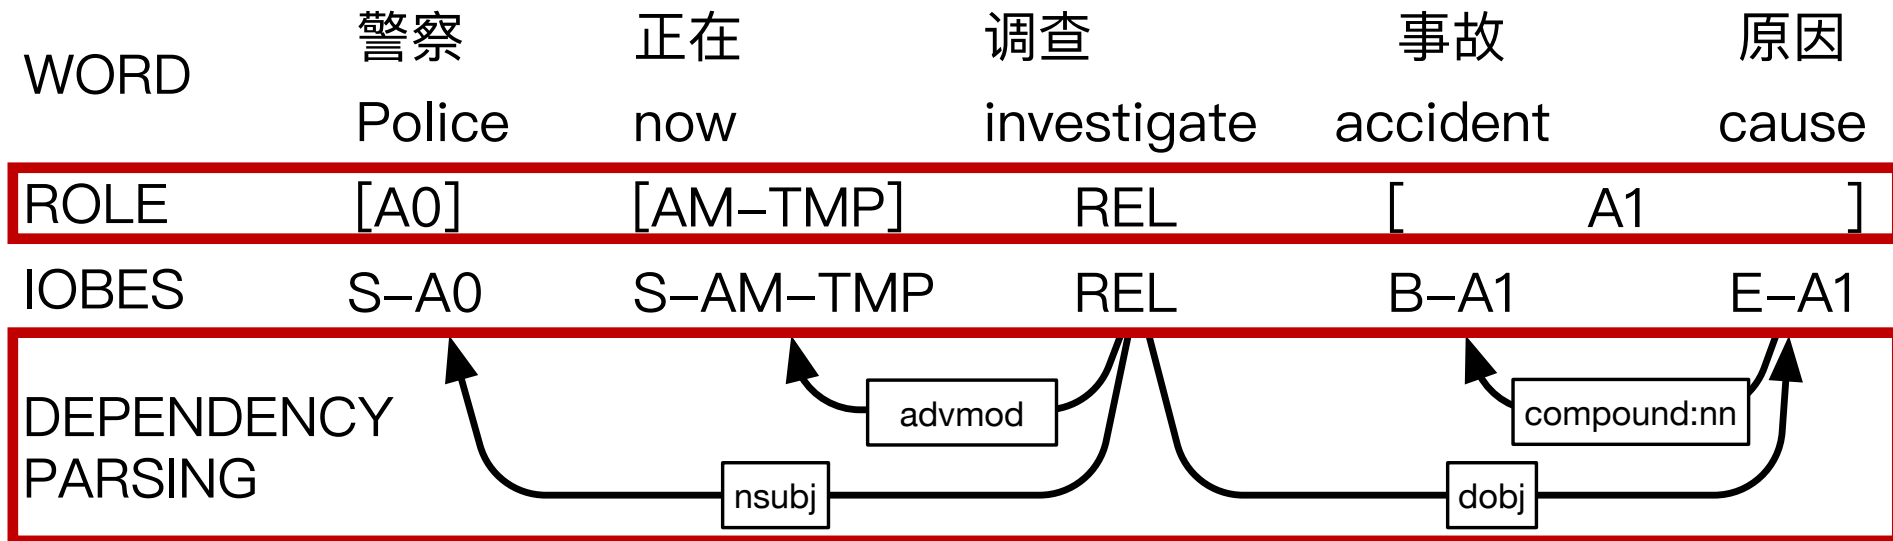 WORD 警察 正在 调查 事故 原因
Police now investigate accident cause
ROLE [A0] [AM–TMP] REL [ A1 ]
IOBES S–A0 S–AM–TMP REL B–A1 E–A1
DEPENDENCY
PARSING
advmod compound:nn
nsubj dobj